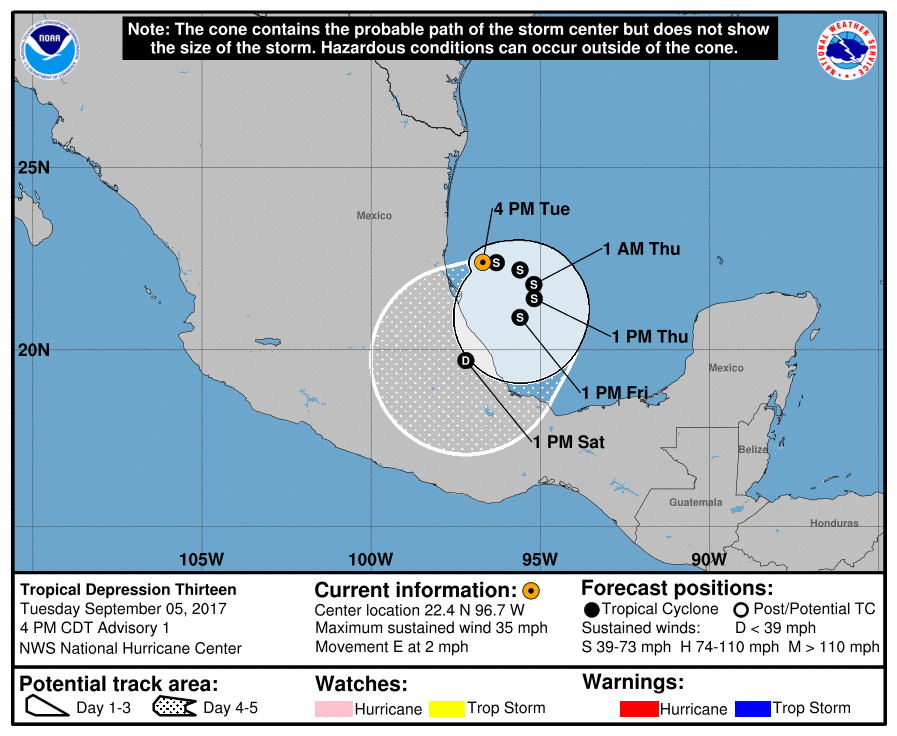 Note: The cone contains the probable path of the storm center but does not show
the size of the storm. Hazardous conditions can occur outside of the cone.
NOAA
NATIONAL WEATHER SERVICE
25N
Mexico
4 PM Tue
S
S
1 AM Thu
S
S
1 PM Thu
S
20N
D
Mexico
1 PM Fri
1 PM Sat
Belize
Guatemala
Honduras
105W
100W
95W
90W
Tropical Depression Thirteen
Tuesday September 05, 2017
4 PM CDT Advisory 1
NWS National Hurricane Center
Current information:
Center location 22.4 N 96.7 W
Maximum sustained wind 35 mph
Movement E at 2 mph
Forecast positions:
Tropical Cyclone Post/Potential TC
Sustained winds: D < 39 mph
S 39-73 mph H 74-110 mph M > 110 mph
Potential track area:
Day 1-3 Day 4-5
Watches:
Hurricane Trop Storm
Warnings:
Hurricane Trop Storm